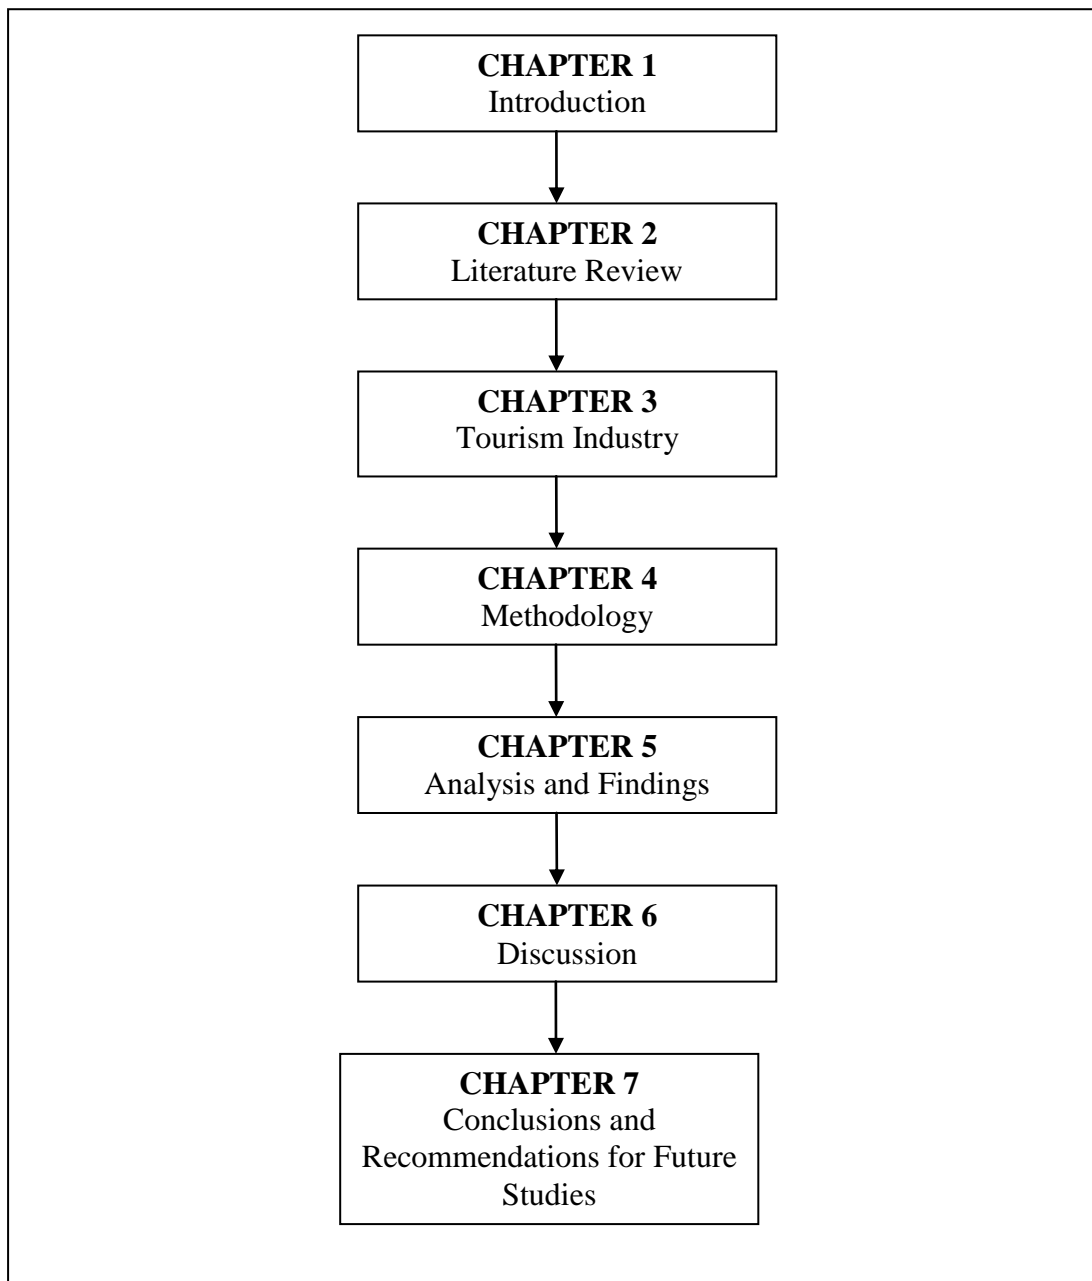 CHAPTER 1
Introduction
CHAPTER 2
Literature Review
CHAPTER 3
Tourism Industry
CHAPTER 4
Methodology
CHAPTER 5
Analysis and Findings
CHAPTER 6
Discussion
CHAPTER 7
Conclusions and
Recommendations for Future
Studies